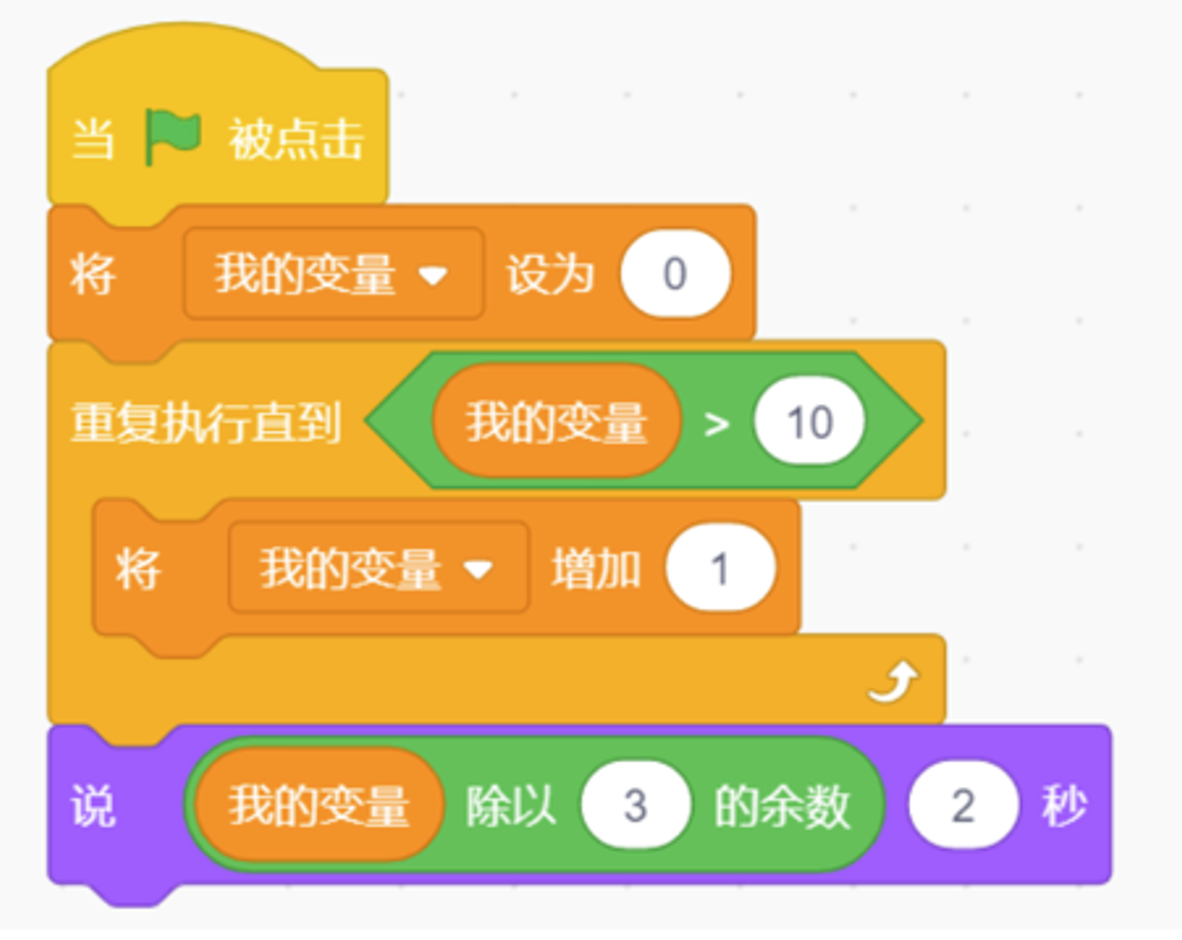 当 被点击
将 我的变量 设为 0
重复执行直到 我的变量 > 10
将 我的变量 增加 1
说 我的变量 除以 3 的余数 2 秒